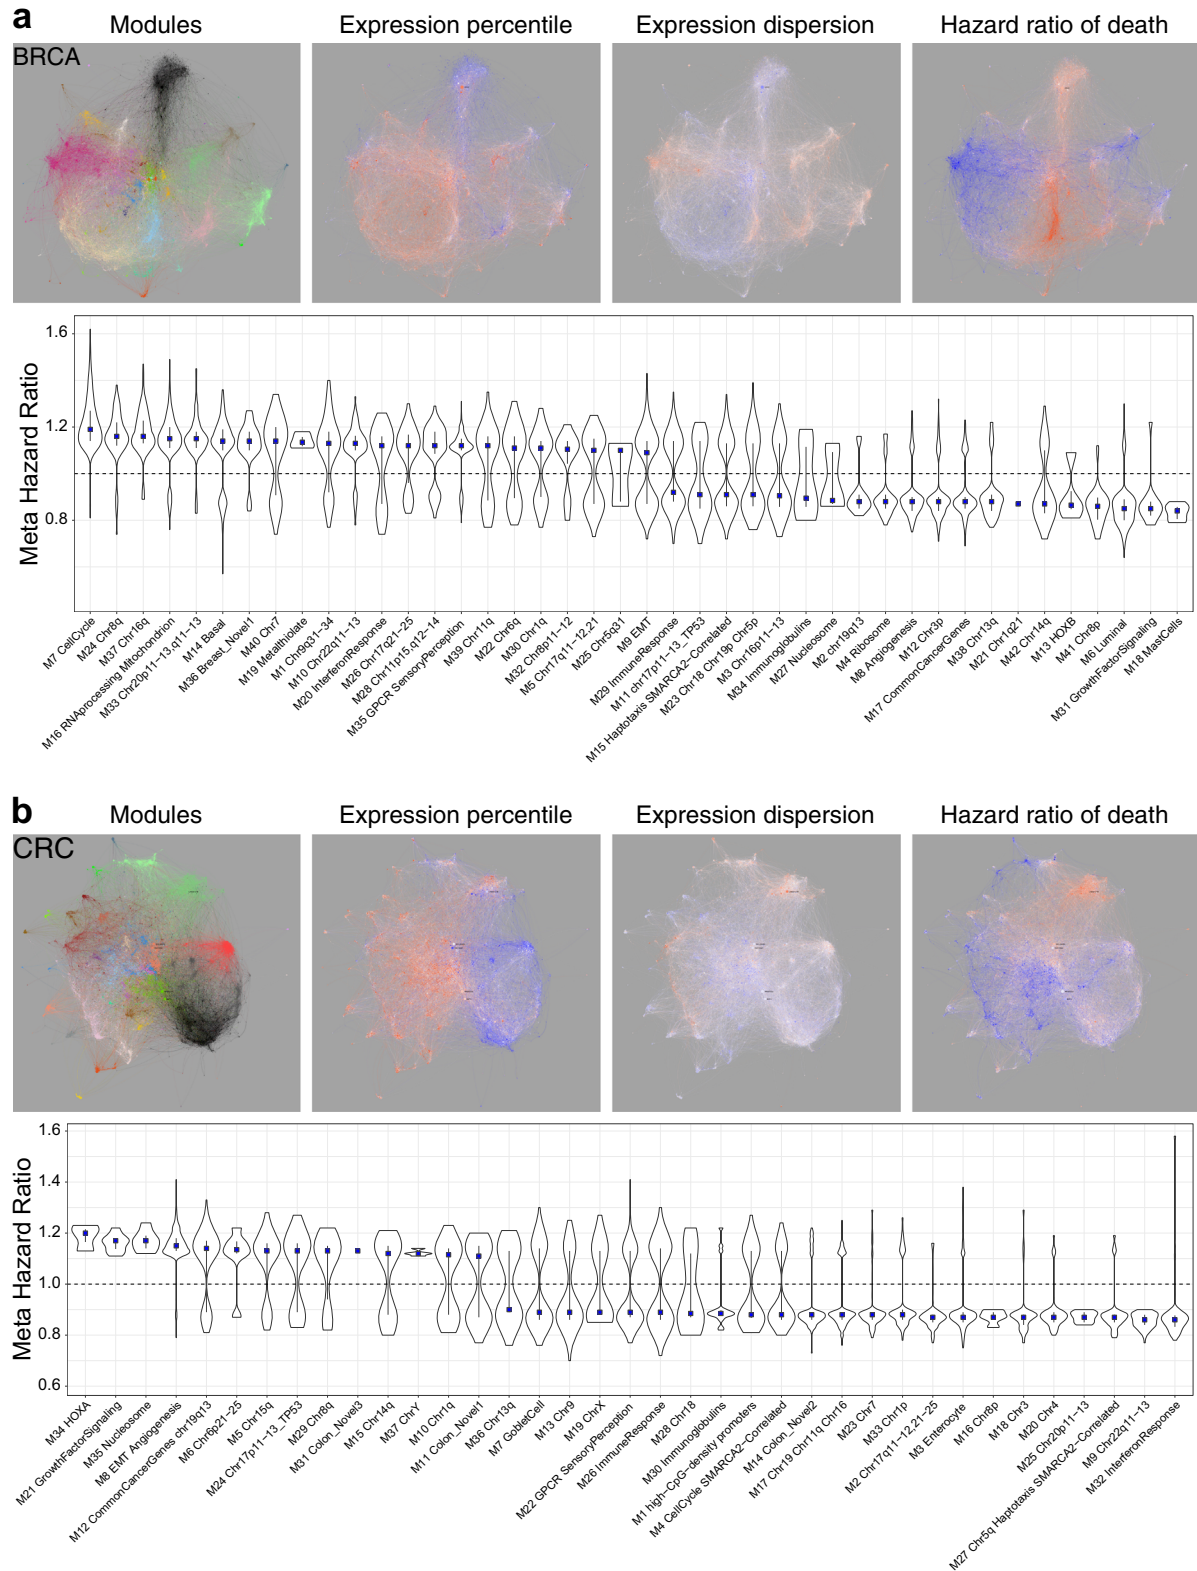 a
Modules
Expression percentile
Expression dispersion
Hazard ratio of death
BRCA
Meta Hazard Ratio
1.6
1.2
0.8
M7 CellCycle
M24 Chr8q
M37 Chr16q
M16 RNAprocessing Mitochondrion
M33 Chr20p11−13,q11−13
M14 Basal
M36 Breast_Novel1
M40 Chr7
M19 Metalthiolate
M1 Chr9q31−34
M10 Chr22q11−13
M20 InterferonResponse
M26 Chr17q21−25
M28 Chr11p15,q12−14
M35 GPCR SensoryPerception
M39 Chr11q
M22 Chr6q
M30 Chr1q
M32 Chr8p11−12
M5 Chr17q11−12,21
M25 Chr5q31
M9 EMT
M29 ImmuneResponse
M11 chr17p11−13_TP53
M15 Haptotaxis SMARCA2−Correlated
M23 Chr18 Chr19p Chr5p
M3 Chr16p11−13
M34 Immunoglobulins
M27 Nucleosome
M2 chr19q13
M4 Ribosome
M8 Angiogenesis
M12 Chr3p
M17 CommonCancerGenes
M38 Chr13q
M21 Chr1q21
M42 Chr14q
M13 HOXB
M41 Chr8p
M6 Luminal
M31 GrowthFactorSignaling
M18 MastCells
b
Modules
Expression percentile
Expression dispersion
Hazard ratio of death
CRC
Meta Hazard Ratio
1.6
1.4
1.2
1.0
0.8
0.6
M34 HOXA
M21 GrowthFactorSignaling
M35 Nucleosome
M8 EMT Angiogenesis
M12 CommonCancerGenes chr19q13
M6 Chr6p21−25
M5 Chr15q
M24 Chr17p11−13_TP53
M29 Chr8q
M31 Colon_Novel3
M15 Chr14q
M37 ChrY
M10 Chr1q
M11 Colon_Novel1
M36 Chr13q
M7 GobletCell
M13 Chr9
M19 ChrX
M22 GPCR SensoryPerception
M26 ImmuneResponse
M28 Chr18
M30 Immunoglobulins
M1 high−CpG−density promoters
M4 CellCycle SMARCA2−Correlated
M14 Colon_Novel2
M17 Chr19 Chr11q Chr16
M23 Chr7
M33 Chr1p
M2 Chr17q11−12,21−25
M3 Enterocyte
M16 Chr8p
M18 Chr3
M20 Chr4
M25 Chr20p11−13
M27 Chr5q Haptotaxis SMARCA2−Correlated
M9 Chr22q11−13
M32 InterferonResponse